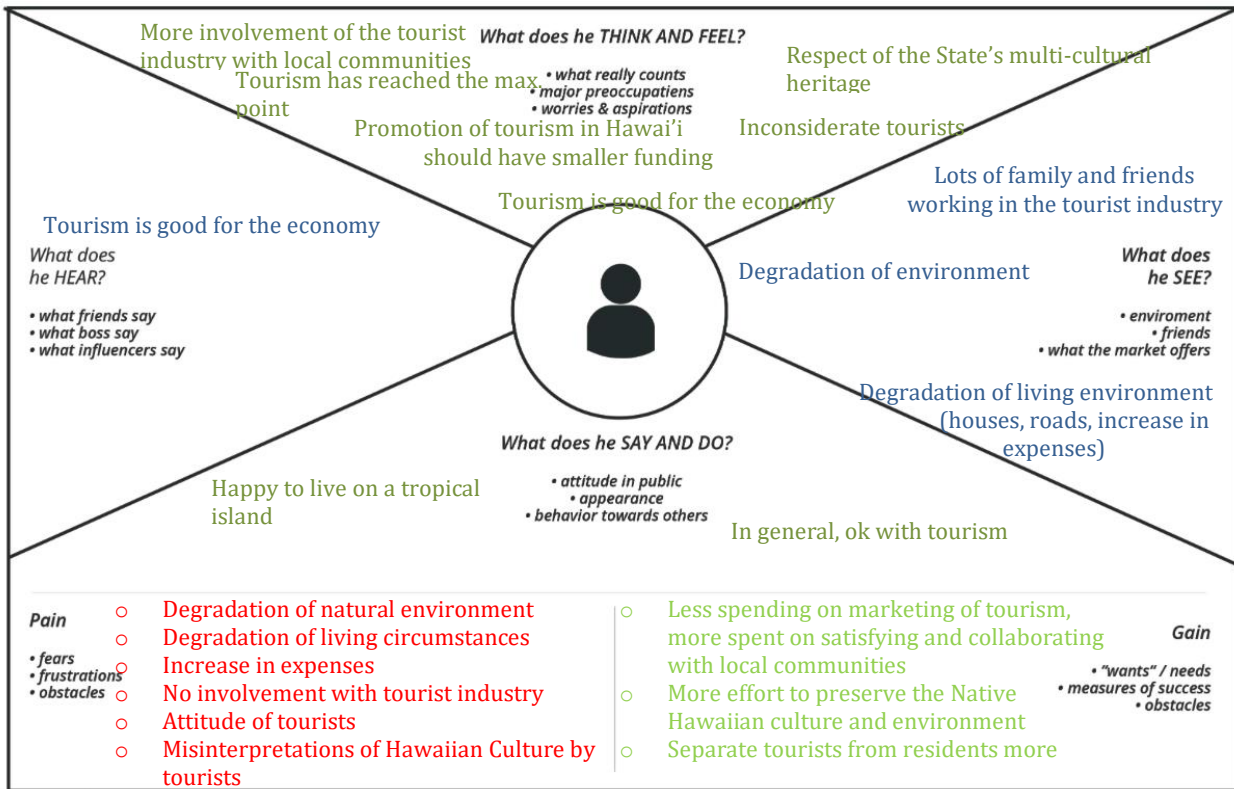 More involvement of the tourist
industry with local communities
Tourism has reached the max.
point
What does he THINK AND FEEL?
• what really counts
• major preoccupatiens
• worries & aspirations
Respect of the State's multi-cultural
heritage
Promotion of tourism in Hawai'i
should have smaller funding
Inconsiderate tourists
Tourism is good for the economy
Tourism is good for the economy
What does
he HEAR?
• what friends say
• what boss say
• what influencers say
Lots of family and friends
working in the tourist industry
Degradation of environment
What does
he SEE?
• enviroment
• friends
• what the market offers
Degradation of living environment
(houses, roads, increase in
expenses)
What does he SAY AND DO?
• attitude in public
• appearance
• behavior towards others
Happy to live on a tropical
island
In general, ok with tourism
Pain
• fears
• frustrations
• obstacles
o Degradation of natural environment
o Degradation of living circumstances
o Increase in expenses
o No involvement with tourist industry
o Attitude of tourists
o Misinterpretations of Hawaiian Culture by
tourists
o Less spending on marketing of tourism,
more spent on satisfying and collaborating
with local communities
o More effort to preserve the Native
Hawaiian culture and environment
o Separate tourists from residents more
Gain
• "wants" / needs
• measures of success
• obstacles